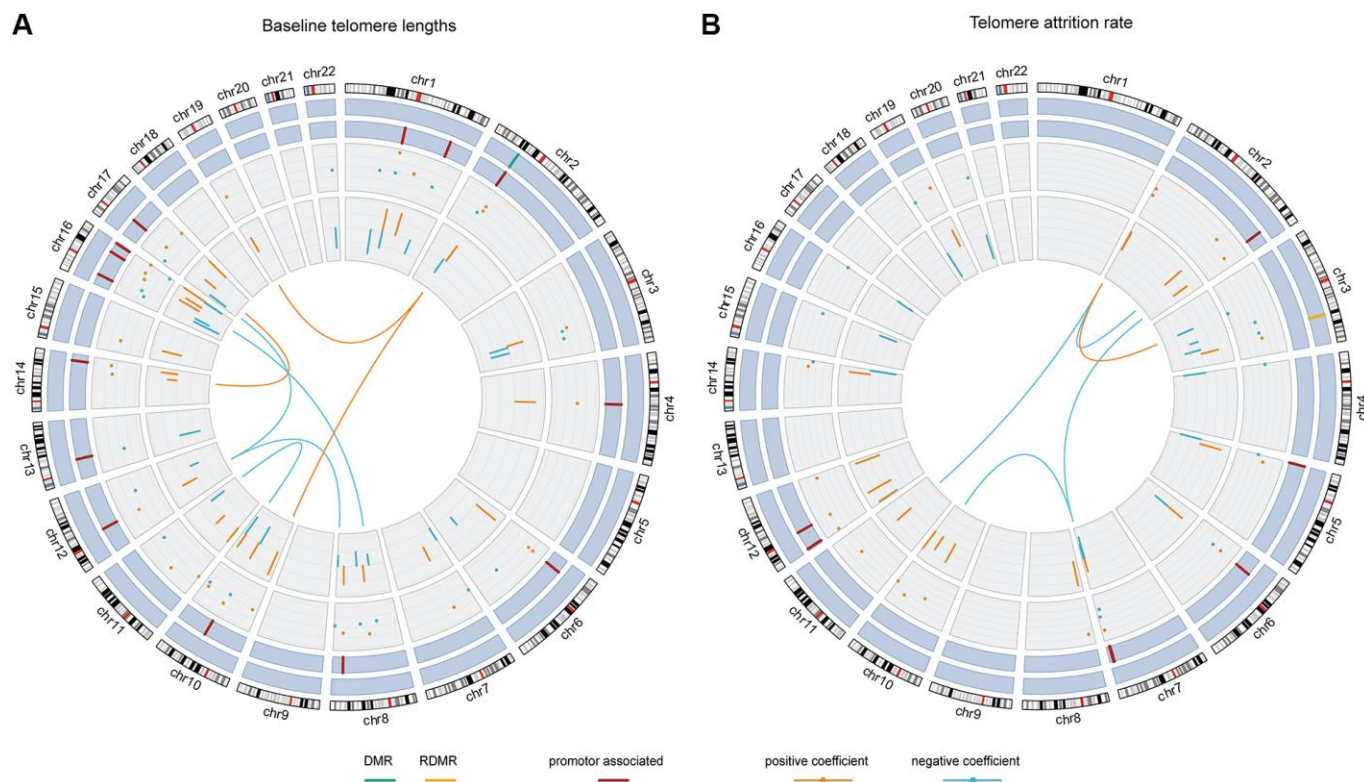 A
Baseline telomere lengths
chr1
chr2
chr3
chr4
chr5
chr6
chr7
chr8
chr9
chr10
chr11
chr12
chr13
chr14
chr15
chr16
chr17
chr18
chr19
chr20
chr21
chr22
B
Telomere attrition rate
chr1
chr2
chr3
chr4
chr5
chr6
chr7
chr8
chr9
chr10
chr11
chr12
chr13
chr14
chr15
chr16
chr17
chr18
chr19
chr20
chr21
chr22
DMR RDMR promotor associated positive coefficient negative coefficient